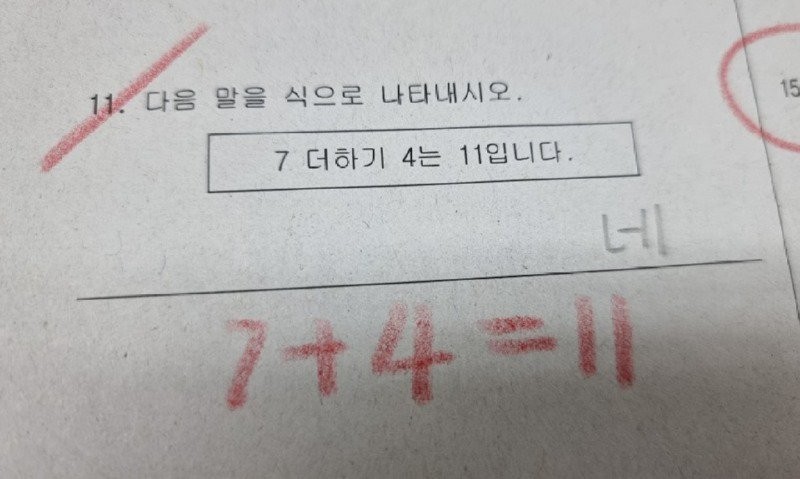 11. 다음 말을 식으로 나타내시오.
7 더하기 4는 11입니다.
네
7+4=11
15